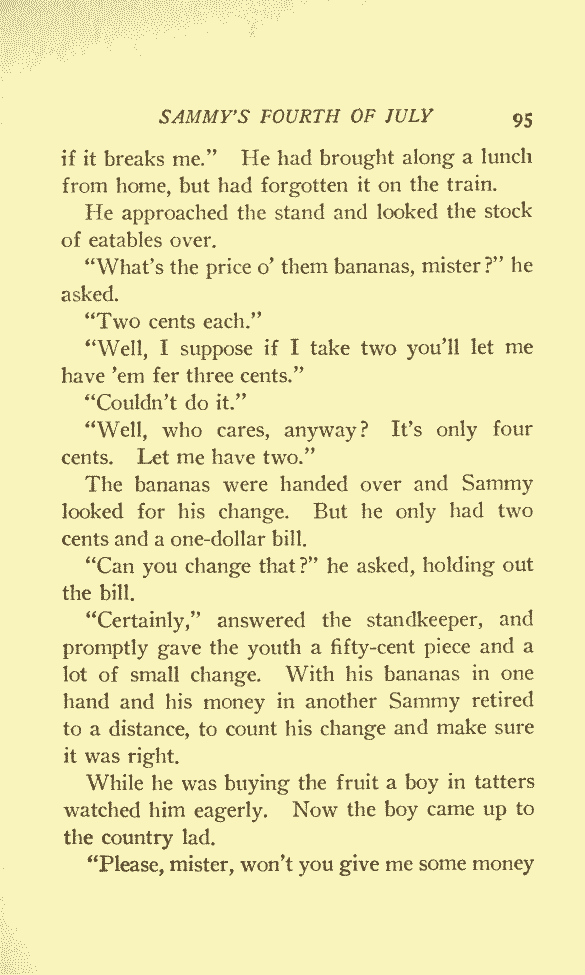 SAMMY'S FOURTH OF JULY 95
if it breaks me.” He had brought along a lunch
from home, but had forgotten it on the train.
He approached the stand and looked the stock
of eatables over.
“What's the price o' them bananas, mister?” he
asked.
“Two cents each.”
“Well, I suppose if I take two you'll let me
have 'em fer three cents.”
“Couldn't do it.”
“Well, who cares, anyway? It's only four
cents. Let me have two.”
The bananas were handed over and Sammy
looked for his change. But he only had two
cents and a one-dollar bill.
“Can you change that?” he asked, holding out
the bill.
“Certainly,” answered the standkeeper, and
promptly gave the youth a fifty-cent piece and a
lot of small change. With his bananas in one
hand and his money in another Sammy retired
to a distance, to count his change and make sure
it was right.
While he was buying the fruit a boy in tatters
watched him eagerly. Now the boy came up to
the country lad.
“Please, mister, won't you give me some money